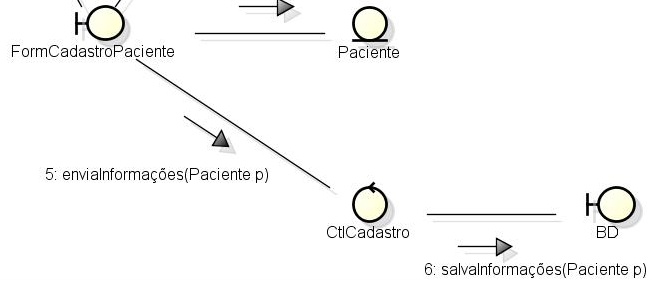 FormCadastroPaciente
Paciente
5: enviaInformações(Paciente p)
CtlCadastro
BD
6: salvaInformações(Paciente p)